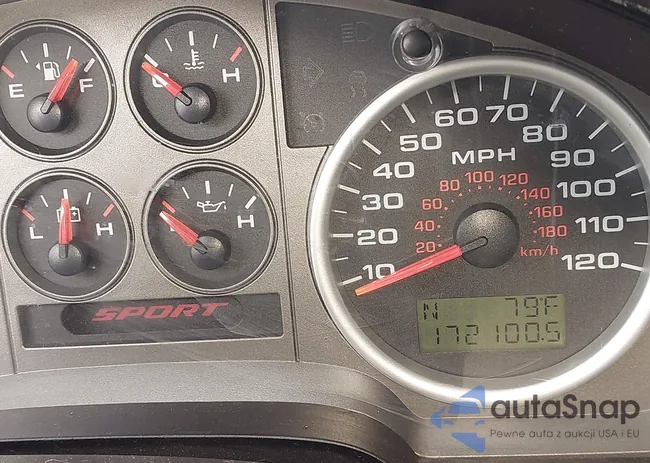 E F
C H
L H
L H
SPORT
10 20 30 40 50 60 70 80 90 100 110 120
MPH
20 40 60 80 100 120 140 160 180
km/h
N 79°F
172100.5
autaSnap
Pewne auta z aukcji USA i EU